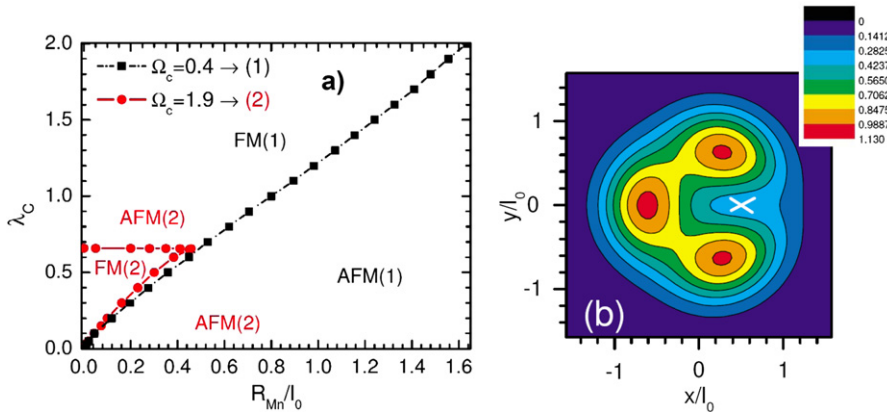 2.0
1.5
1.0
0.5
0.0
λ_C
Ω_c=0.4 → (1)
Ω_c=1.9 → (2)
a)
FM(1)
AFM(2)
FM(2)
AFM(1)
AFM(2)
0.0 0.2 0.4 0.6 0.8 1.0 1.2 1.4 1.6
R_Mn/l_0
0
0.1412
0.2825
0.4237
0.5650
0.7062
0.8475
0.9887
1.130
1
0
-1
y/l_0
X
(b)
-1 0 1
x/l_0